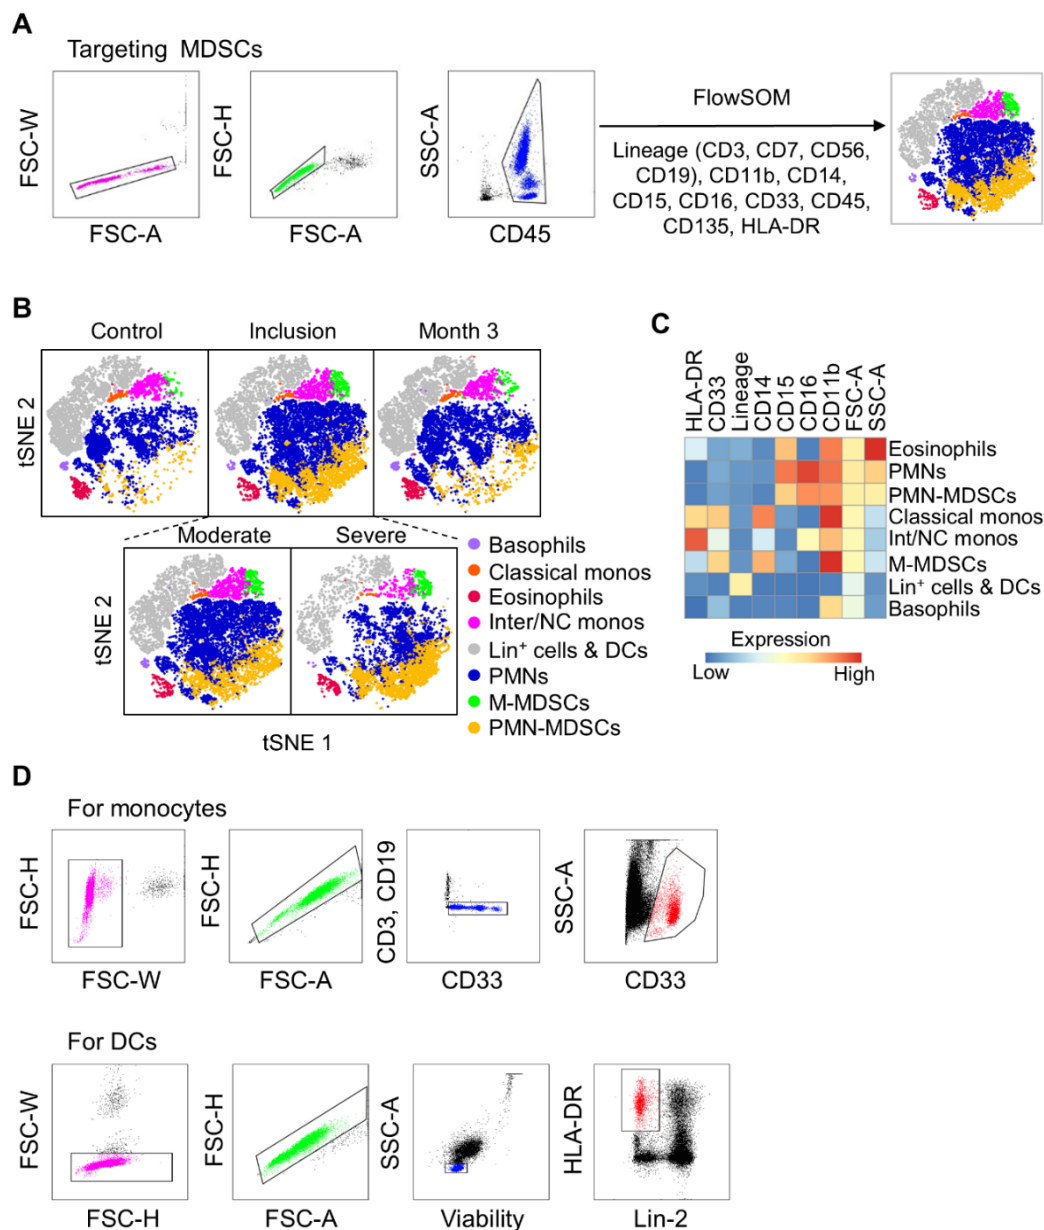 A
Targeting MDSCs
FSC-W
FSC-A
FSC-H
FSC-A
SSC-A
CD45
FlowSOM
Lineage (CD3, CD7, CD56,
CD19), CD11b, CD14,
CD15, CD16, CD33, CD45,
CD135, HLA-DR
B
Control
Inclusion
Month 3
tSNE 2
Moderate
Severe
tSNE 2
tSNE 1
Basophils
Classical monos
Eosinophils
Inter/NC monos
Lin⁺ cells & DCs
PMNs
M-MDSCs
PMN-MDSCs
C
HLA-DR
CD33
Lineage
CD14
CD15
CD16
CD11b
FSC-A
SSC-A
Eosinophils
PMNs
PMN-MDSCs
Classical monos
Int/NC monos
M-MDSCs
Lin⁺ cells & DCs
Basophils
Expression
Low
High
D
For monocytes
FSC-H
FSC-W
FSC-H
FSC-A
CD3, CD19
CD33
SSC-A
CD33
For DCs
FSC-W
FSC-H
FSC-H
FSC-A
SSC-A
Viability
HLA-DR
Lin-2